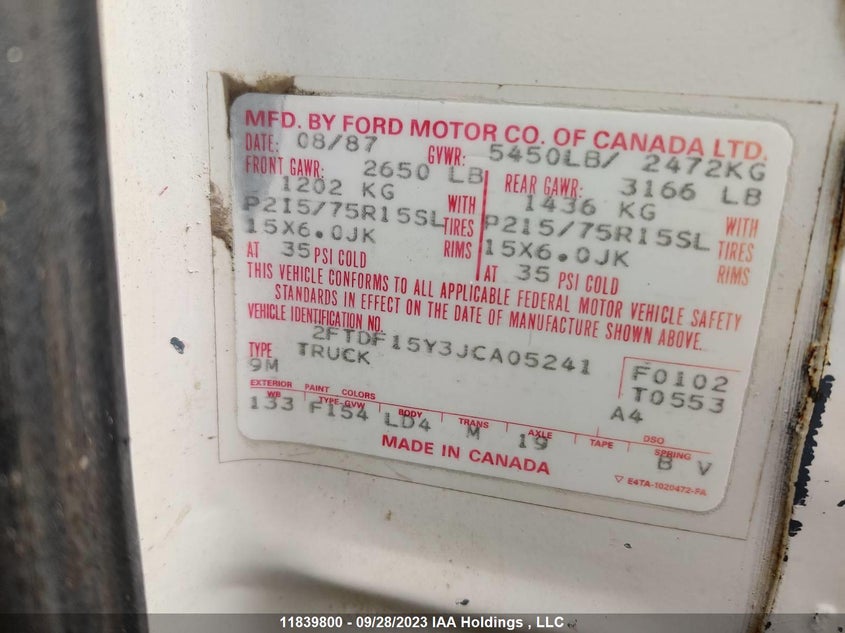 MFD. BY FORD MOTOR CO. OF CANADA LTD.
DATE: 08/87 GVWR: 5450LB/ 2472KG
FRONT GAWR: 2650 LB REAR GAWR: 3166 LB
1202 KG WITH 1436 KG WITH
P215/75R15SL TIRES P215/75R15SL TIRES
15X6.0JK RIMS 15X6.0JK RIMS
AT 35 PSI COLD AT 35 PSI COLD
THIS VEHICLE CONFORMS TO ALL APPLICABLE FEDERAL MOTOR VEHICLE SAFETY
STANDARDS IN EFFECT ON THE DATE OF MANUFACTURE SHOWN ABOVE.
VEHICLE IDENTIFICATION NO.
2FTDF15Y3JCA05241
TYPE TRUCK F0102
9M T0553
EXTERIOR PAINT COLORS A4
WB TYPE-GVW BODY TRANS AXLE TAPE DSO SPRING
133 F154 LD4 M 19 B V
MADE IN CANADA
▽ E4TA-1020472-FA
11839800 - 09/28/2023 IAA Holdings , LLC